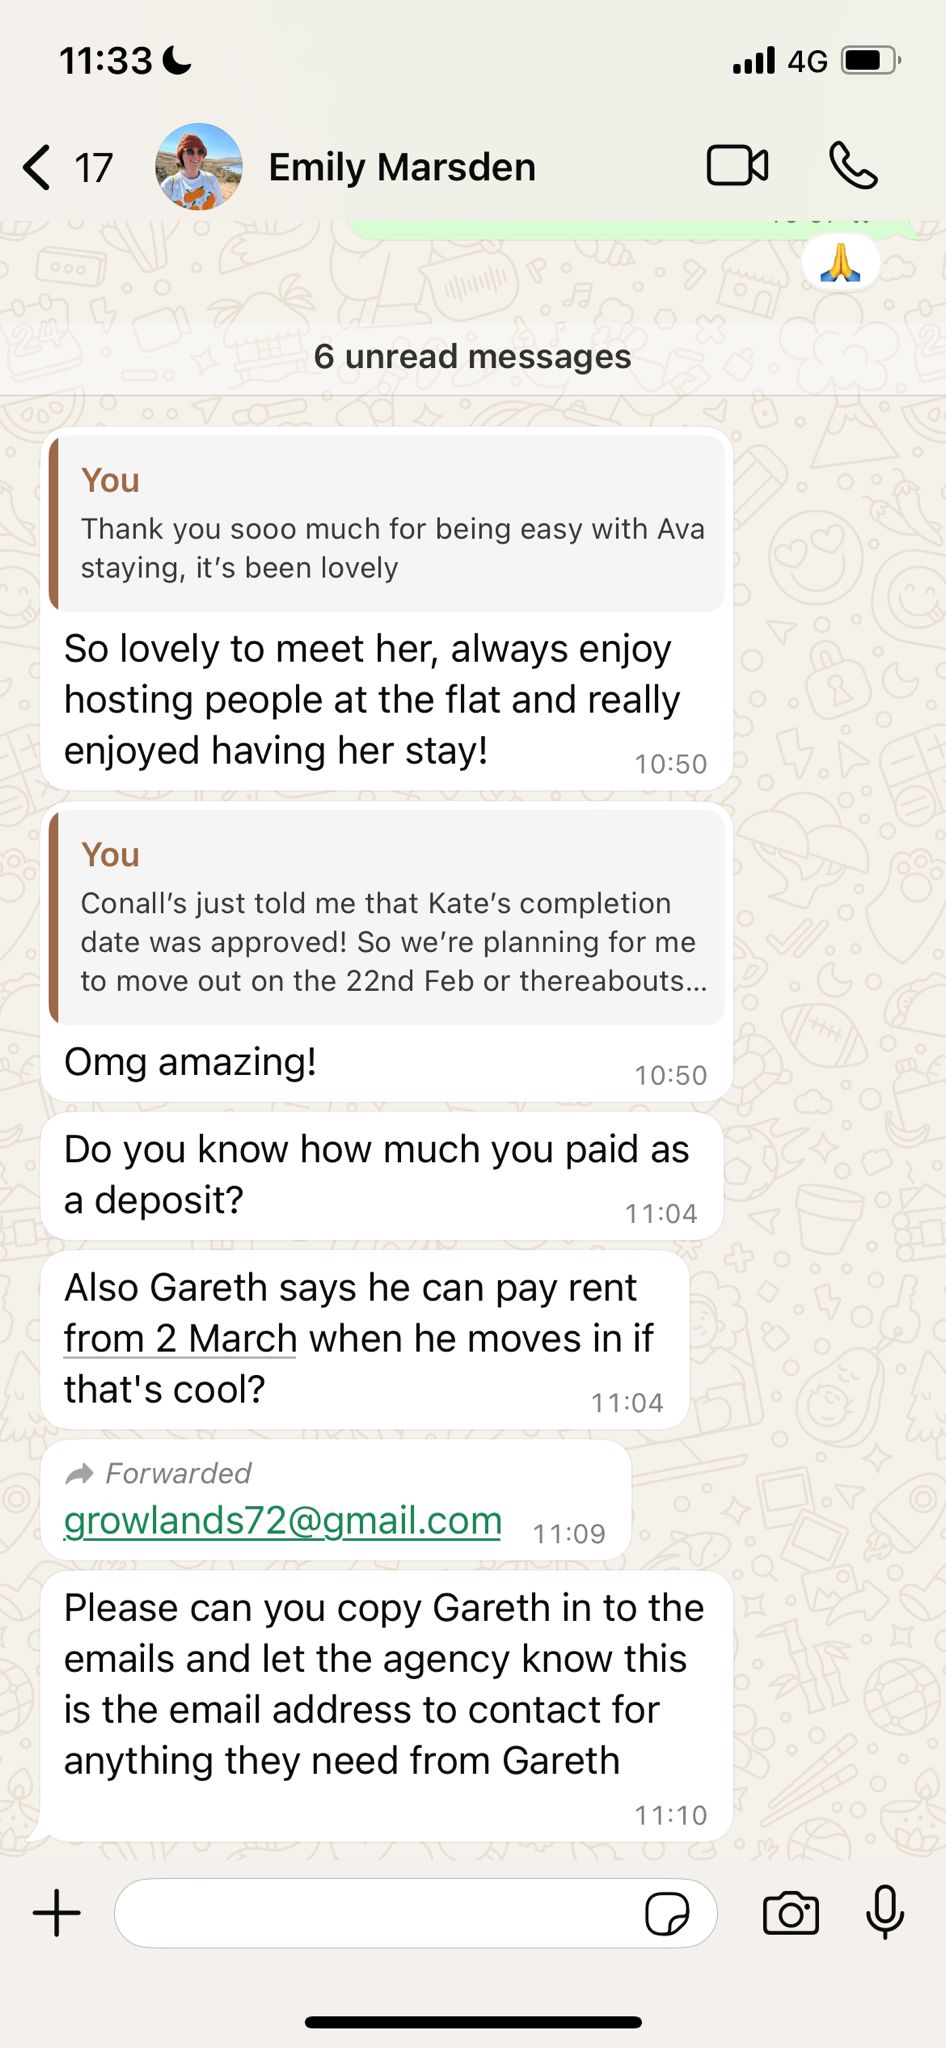 11:33
4G
17
Emily Marsden
6 unread messages
You
Thank you sooo much for being easy with Ava
staying, it’s been lovely
So lovely to meet her, always enjoy
hosting people at the flat and really
enjoyed having her stay!
10:50
You
Conall’s just told me that Kate’s completion
date was approved! So we’re planning for me
to move out on the 22nd Feb or thereabouts...
Omg amazing!
10:50
Do you know how much you paid as
a deposit?
11:04
Also Gareth says he can pay rent
from 2 March when he moves in if
that's cool?
11:04
Forwarded
growlands72@gmail.com
11:09
Please can you copy Gareth in to the
emails and let the agency know this
is the email address to contact for
anything they need from Gareth
11:10